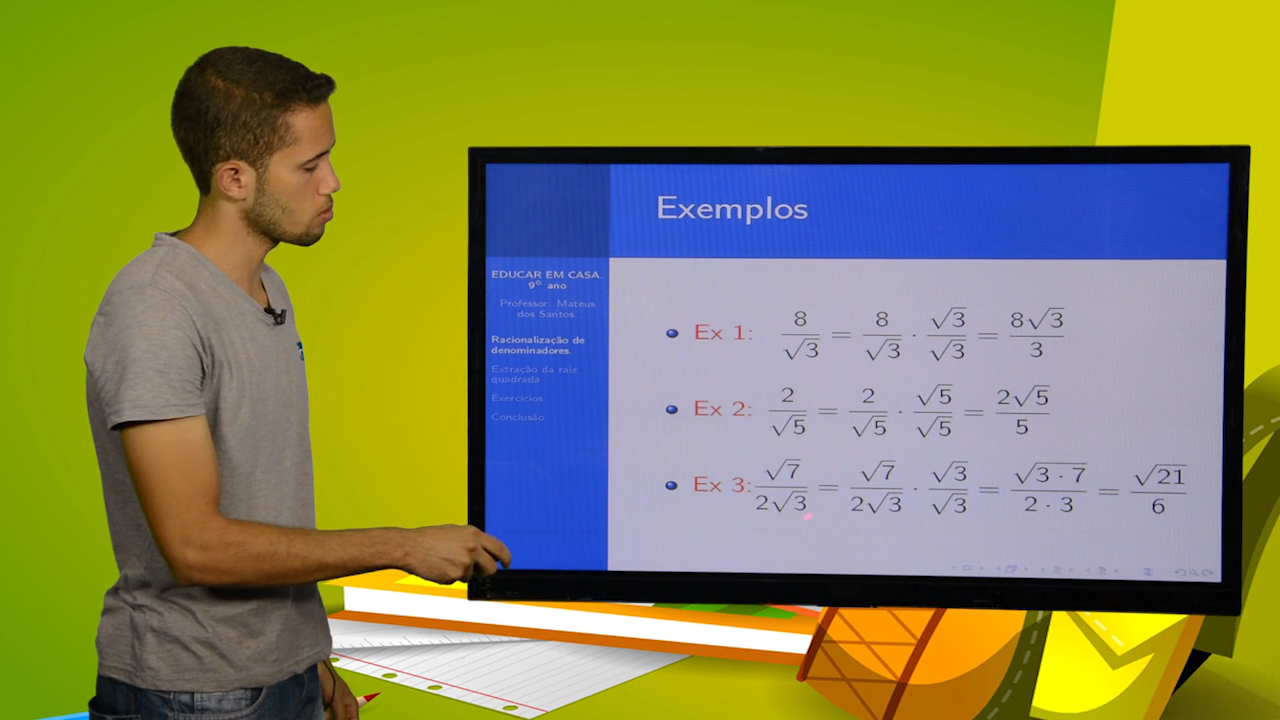 Exemplos
EDUCAR EM CASA.
9º ano
Professor: Mateus
dos Santos.
Racionalização de
denominadores.
Extração da raiz
quadrada
Exercícios
Conclusão
Ex 1: 8/√3 = 8/√3 · √3/√3 = 8√3/3
Ex 2: 2/√5 = 2/√5 · √5/√5 = 2√5/5
Ex 3: √7/2√3 = √7/2√3 · √3/√3 = √3·7/2·3 = √21/6